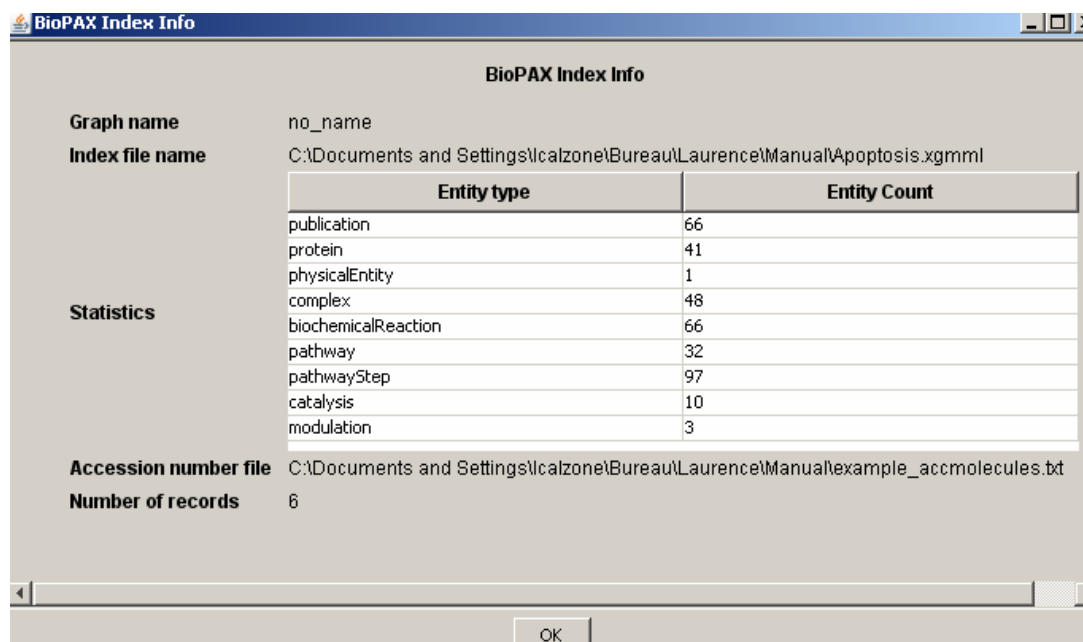 BioPAX Index Info
BioPAX Index Info
Graph name no_name
Index file name C:\Documents and Settings\lcalzone\Bureau\Laurence\Manual\Apoptosis.xgmml
Entity type Entity Count
publication 66
protein 41
physicalEntity 1
complex 48
Statistics
biochemicalReaction 66
pathway 32
pathwayStep 97
catalysis 10
modulation 3
Accession number file C:\Documents and Settings\lcalzone\Bureau\Laurence\Manual\example_accmolecules.txt
Number of records 6
OK